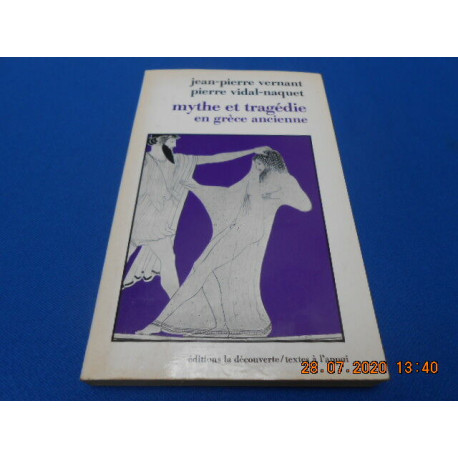 jean-pierre vernant
pierre vidal-naquet
mythe et tragédie
en grèce ancienne
éditions la découverte/textes à l'appui
28.07.2020 13:40